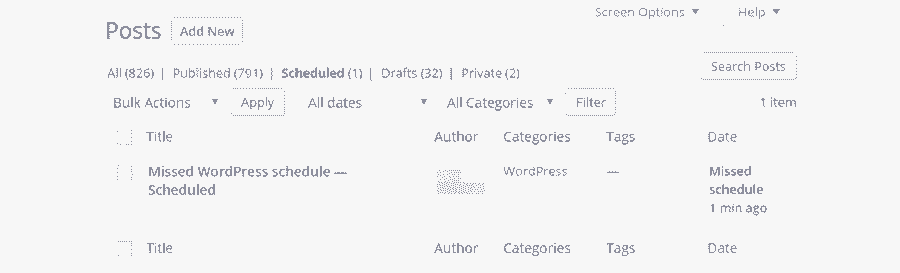 Screen Options ▼ Help ▼
Posts Add New
All (826) | Published (791) | Scheduled (1) | Drafts (32) | Private (2)
Search Posts
Bulk Actions ▼ Apply All dates ▼ All Categories ▼ Filter 1 item
Title Author Categories Tags Date
Missed WordPress schedule — WordPress — Missed
Scheduled schedule
1 min ago
Title Author Categories Tags Date